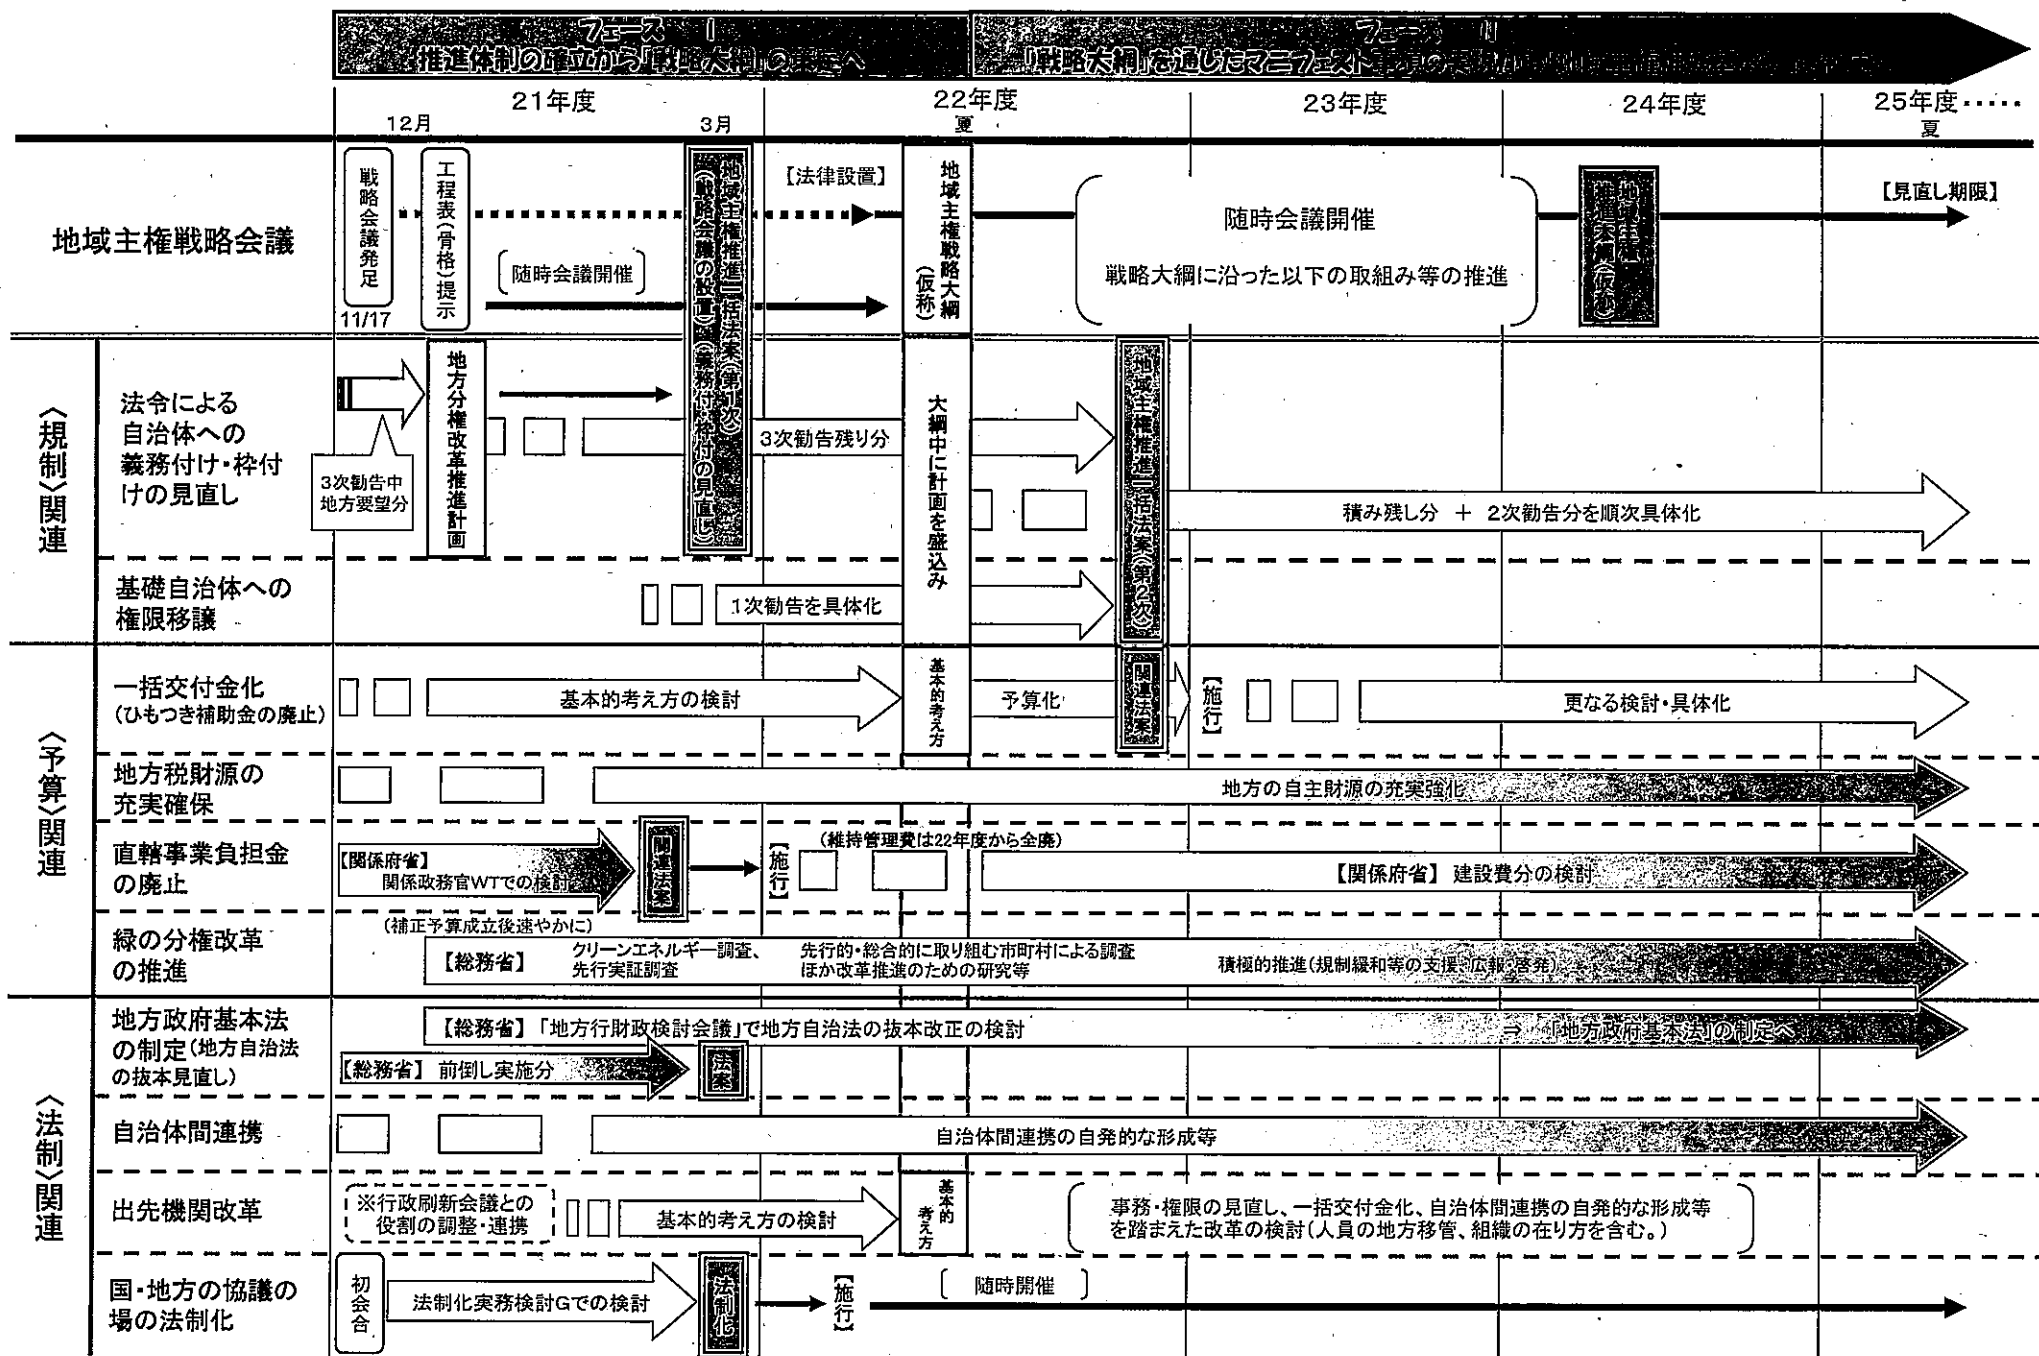 フェーズ Ⅰ
推進体制の確立から「戦略大綱」の策定へ
フェーズ Ⅱ
「戦略大綱」を通じたマニフェスト事項の実現
21年度
22年度
23年度
24年度
25年度‥‥‥
12月
3月
夏
夏
地域主権戦略会議
戦略会議発足
11/17
工程表(骨格)提示
[随時会議開催]
地域主権推進一括法案(第1次)
(戦略会議の設置)(義務付・枠付の見直し)
【法律設置】
地域主権戦略大綱
(仮称)
随時会議開催
戦略大綱に沿った以下の取組み等の推進
地域主権
推進大綱(仮称)
【見直し期限】
〈規制〉関連
法令による
自治体への
義務付け・枠付
けの見直し
3次勧告中
地方要望分
地方分権改革推進計画
3次勧告残り分
大綱中に計画を盛込み
地域主権推進一括法案(第2次)
積み残し分 + 2次勧告分を順次具体化
基礎自治体への
権限移譲
1次勧告を具体化
〈予算〉関連
一括交付金化
(ひもつき補助金の廃止)
基本的考え方の検討
基本的考え方
予算化
関連法案
【施行】
更なる検討・具体化
地方税財源の
充実確保
地方の自主財源の充実強化
直轄事業負担金
の廃止
【関係府省】
関係政務官WTでの検討
関連法案
【施行】
(維持管理費は22年度から全廃)
【関係府省】建設費分の検討
緑の分権改革
の推進
(補正予算成立後速やかに)
【総務省】
クリーンエネルギー調査、
先行実証調査
先行的・総合的に取り組む市町村による調査
ほか改革推進のための研究等
積極的推進(規制緩和等の支援、広報・啓発)
〈法制〉関連
地方政府基本法
の制定(地方自治法
の抜本見直し)
【総務省】「地方行財政検討会議」で地方自治法の抜本改正の検討
⇒ 「地方政府基本法」の制定へ
【総務省】前倒し実施分
法案
自治体間連携
自治体間連携の自発的な形成等
出先機関改革
※行政刷新会議との
役割の調整・連携
基本的考え方の検討
基本的
考え方
事務・権限の見直し、一括交付金化、自治体間連携の自発的な形成等
を踏まえた改革の検討(人員の地方移管、組織の在り方を含む。)
国・地方の協議の
場の法制化
初会合
法制化実務検討Gでの検討
法制化
【施行】
[随時開催]